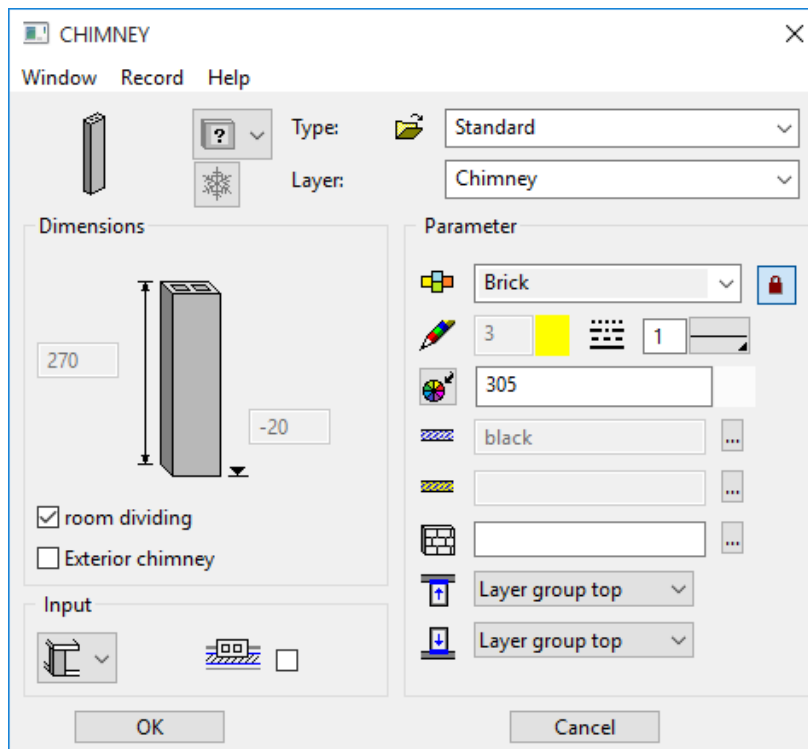 CHIMNEY
Window Record Help
? Type: Standard
Layer: Chimney
Dimensions
270
-20
room dividing
Exterior chimney
Input
Parameter
Brick
3 1
305
black ...
...
...
Layer group top
Layer group top
OK Cancel